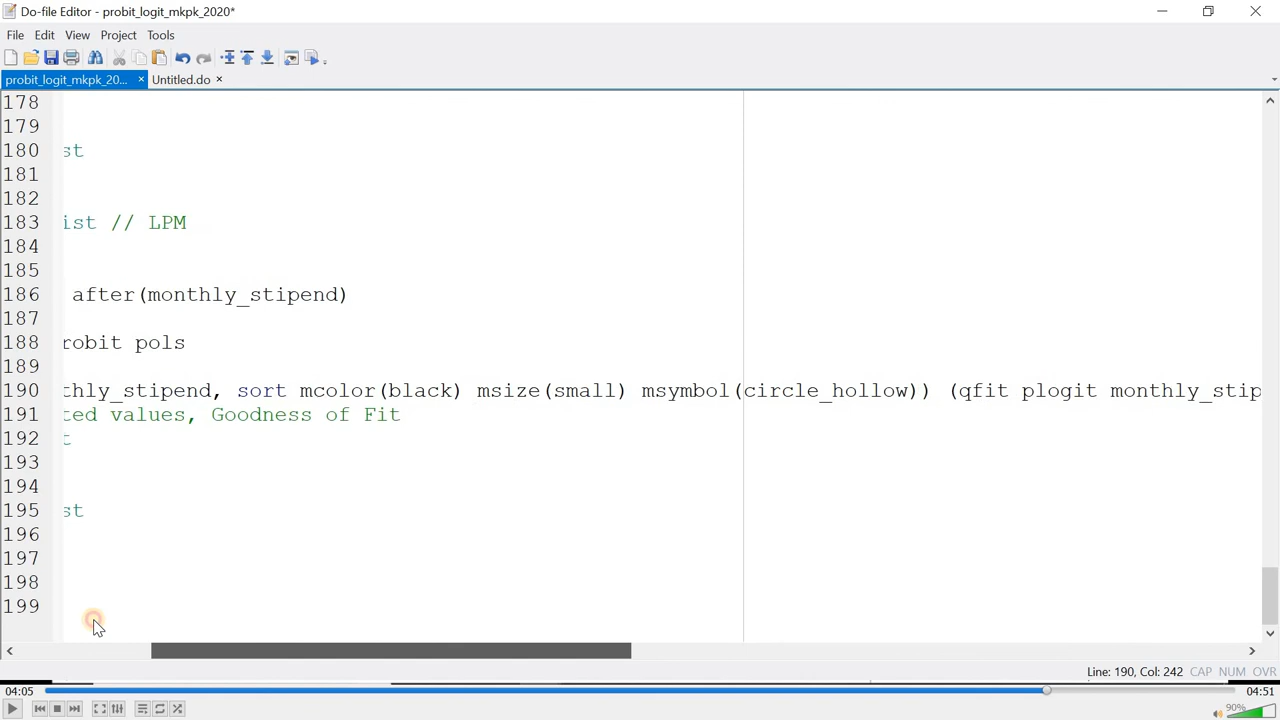 Do-file Editor - probit_logit_mkpk_2020*
File Edit View Project Tools
probit_logit_mkpk_20... × Untitled.do ×
178
179
180 st
181
182
183 ist // LPM
184
185
186 after(monthly_stipend)
187
188 robit pols
189
190 thly_stipend, sort mcolor(black) msize(small) msymbol(circle_hollow)) (qfit plogit monthly_stip
191 ted values, Goodness of Fit
192 t
193
194
195 st
196
197
198
199
Line: 190, Col: 242 CAP NUM OVR
04:05 04:51
90%